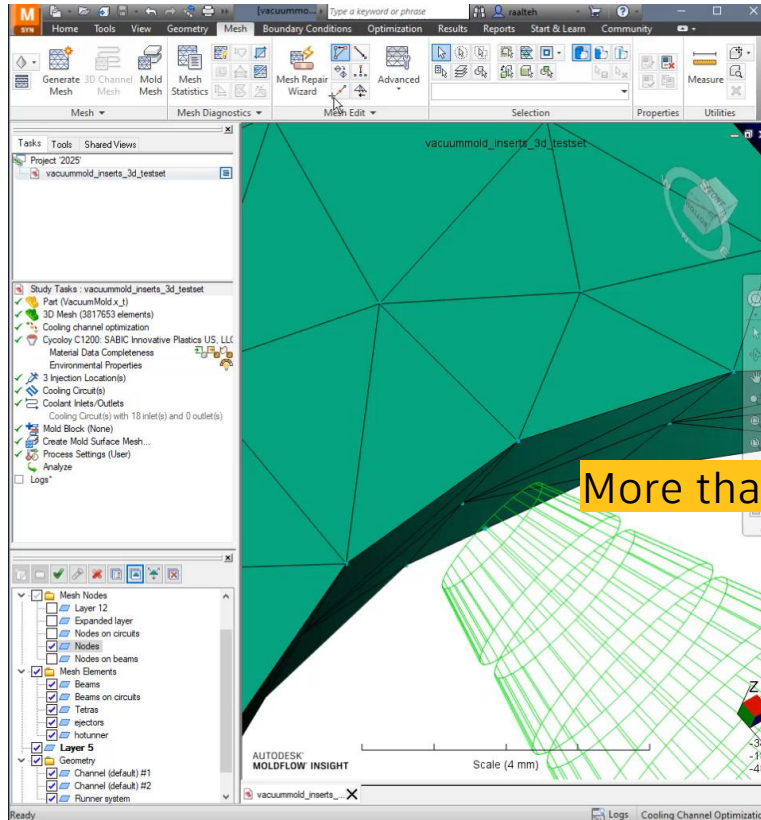 M
SYN
[vacuummo...
Type a keyword or phrase
raalteh
Home Tools View Geometry Mesh Boundary Conditions Optimization Results Reports Start & Learn Community
Generate Mesh
3D Channel Mesh
Mold Mesh
Mesh Statistics
Mesh Repair Wizard
Advanced
Measure
Mesh
Mesh Diagnostics
Mesh Edit
Selection
Properties
Utilities
Tasks Tools Shared Views
Project '2025'
vacuummold_inserts_3d_testset
Study Tasks : vacuummold_inserts_3d_testset
Part (VacuumMold.x_t)
3D Mesh (3817653 elements)
Cooling channel optimization
Cycoloy C1200: SABIC Innovative Plastics US, LLC
Material Data Completeness
Environmental Properties
3 Injection Location(s)
Cooling Circuit(s)
Coolant Inlets/Outlets
Cooling Circuit(s) with 18 inlet(s) and 0 outlet(s)
Mold Block (None)
Create Mold Surface Mesh...
Process Settings (User)
Analyze
Logs*
Mesh Nodes
Layer 12
Expanded layer
Nodes on circuits
Nodes
Nodes on beams
Mesh Elements
Beams
Beams on circuits
Tetras
ejectors
hotunner
Layer 5
Geometry
Channel (default) #1
Channel (default) #2
Runner system
vacuummold_inserts_3d_testset
FRONT
More tha
Z
AUTODESK'
MOLDFLOW INSIGHT
Scale (4 mm)
vacuummold_inserts_...
Ready
Logs
Cooling Channel Optimizatio